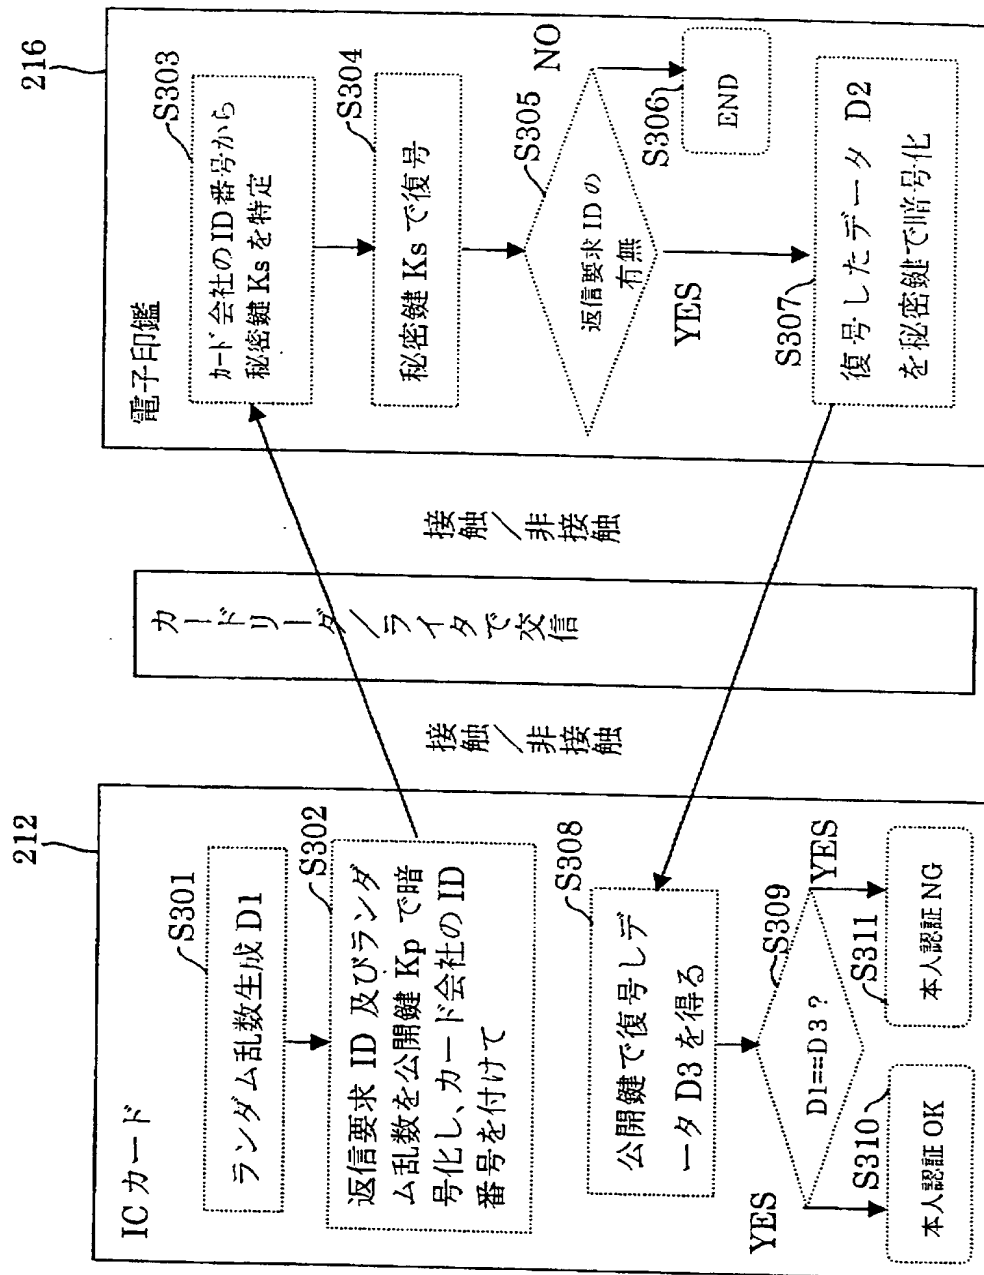 212
ICカード
S301
ランダム乱数生成 D1
S302
返信要求 ID 及びランダ
ム乱数を公開鍵 Kp で暗
号化し、カード会社の ID
番号を付けて
S308
公開鍵で復号しデ
ータ D3 を得る
S309
D1==D3?
YES
S310
本人認証 OK
YES
S311
本人認証 NG
接触/非接触
カードリーダ/ライタで交信
接触/非接触
216
電子印鑑
S303
カード会社のID番号から
秘密鍵 Ks を特定
S304
秘密鍵 Ks で復号
S305
返信要求 ID の
有無
NO
S306
END
YES
S307
復号したデータ D2
を秘密鍵で暗号化